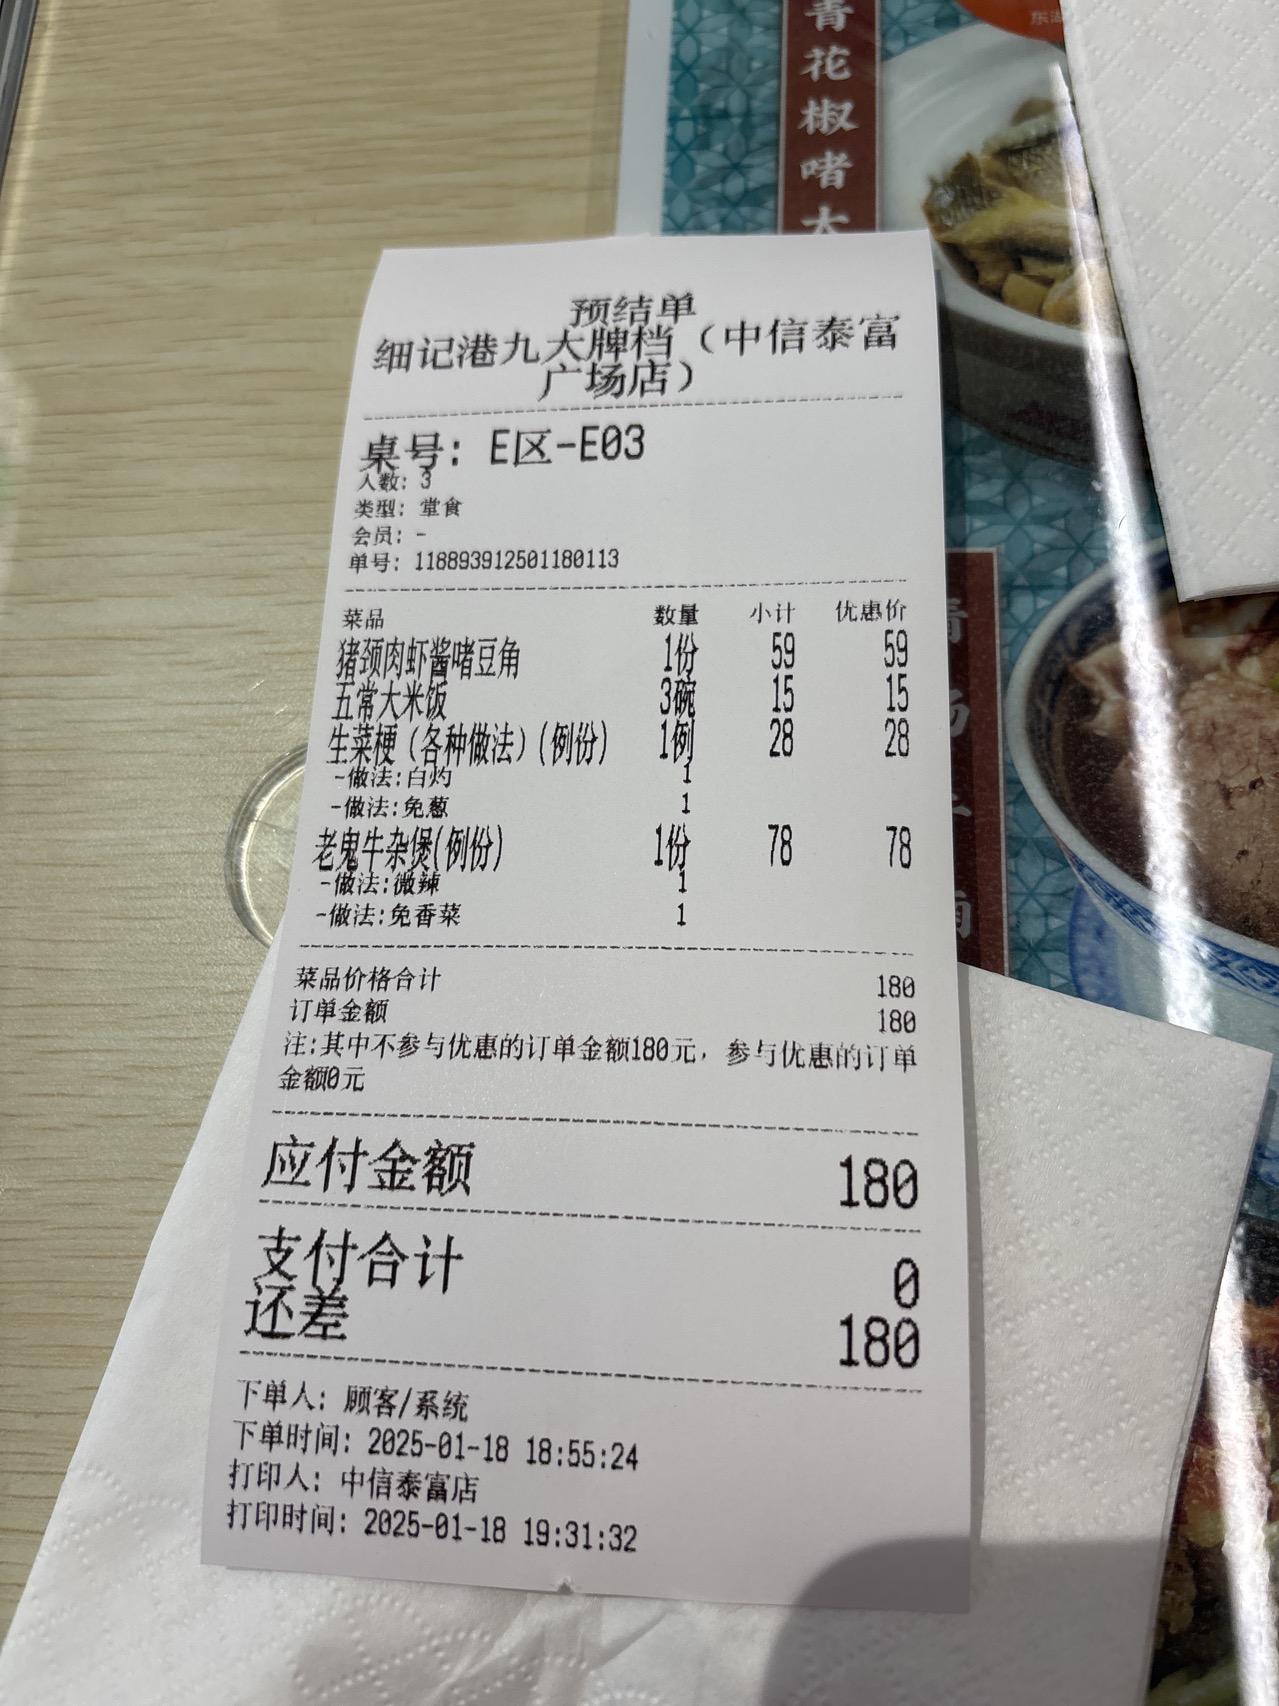 青花椒啫大
预结单
细记港九大牌档（中信泰富
广场店）
桌号: E区-E03
人数: 3
类型: 堂食
会员: -
单号: 118893912501180113
菜品 数量 小计 优惠价
猪颈肉虾酱啫豆角 1份 59 59
五常大米饭 3碗 15 15
生菜梗（各种做法）(例份) 1例 28 28
-做法:白灼 1
-做法:免葱 1
老鬼牛杂煲(例份) 1份 78 78
-做法:微辣 1
-做法:免香菜 1
菜品价格合计 180
订单金额 180
注:其中不参与优惠的订单金额180元, 参与优惠的订单
金额0元
应付金额 180
支付合计 0
还差 180
下单人: 顾客/系统
下单时间: 2025-01-18 18:55:24
打印人: 中信泰富店
打印时间: 2025-01-18 19:31:32